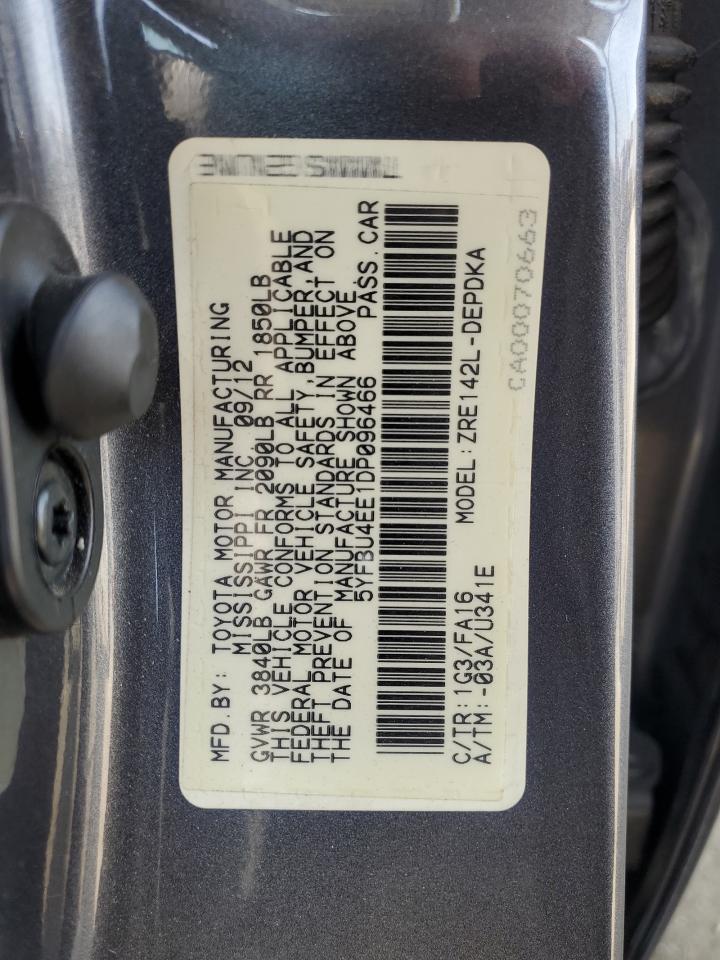 MFD.BY: TOYOTA MOTOR MANUFACTURING
MISSISSIPPI INC 09/12
GVWR 3840LB GAWR FR 2090LB RR 1850LB
THIS VEHICLE CONFORMS TO ALL APPLICABLE
FEDERAL MOTOR VEHICLE SAFETY,BUMPER,AND
THEFT PREVENTION STANDARDS IN EFFECT ON
THE DATE OF MANUFACTURE SHOWN ABOVE
5YFBU4EE1DP096466 PASS.CAR
C/TR:1G3/FA16 MODEL:ZRE142L-DEPDKA
A/TM:-03A/U341E
CA00070663